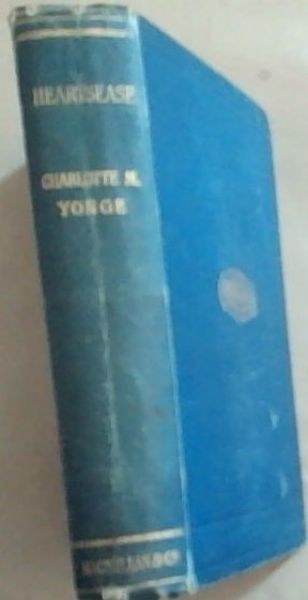 HEARTSEASE
CHARLOTTE M.
YONGE
MACMILLAN & CO